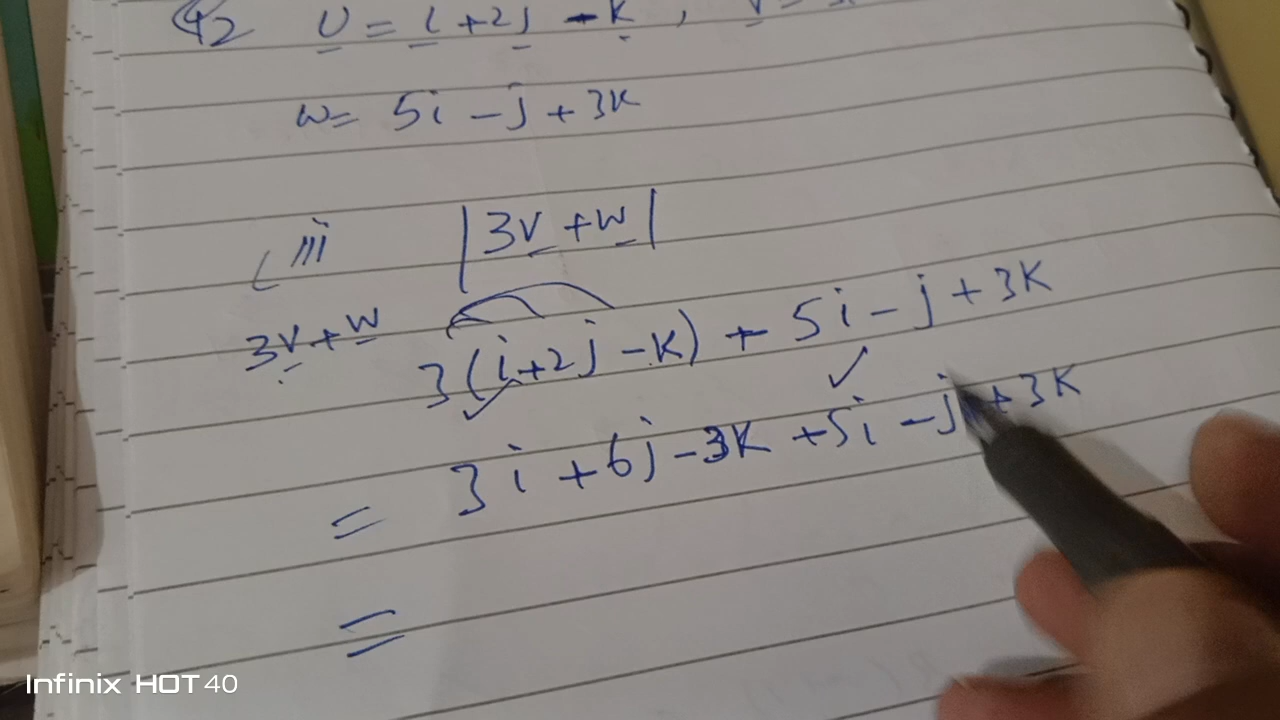 Q2 U = i + 2j - k ,
w = 5i - j + 3k
(iii |3v + w|
3v + w 3(i + 2j - k) + 5i - j + 3k
= 3i + 6j - 3k + 5i - j + 3k
=
Infinix HOT 40